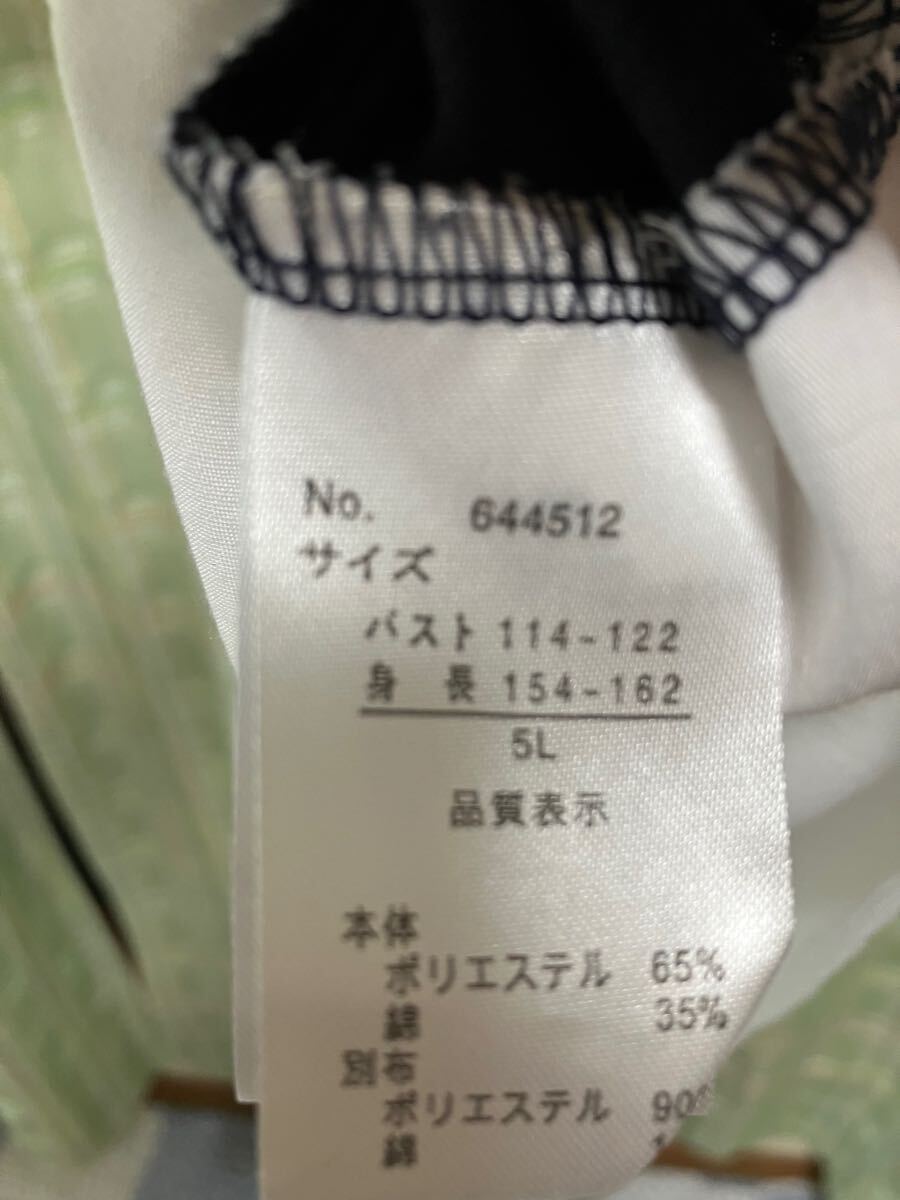 No. 644512
サイズ
バスト 114-122
身 長 154-162
5L
品質表示
本体
ポリエステル 65%
綿 35%
別布
ポリエステル
綿